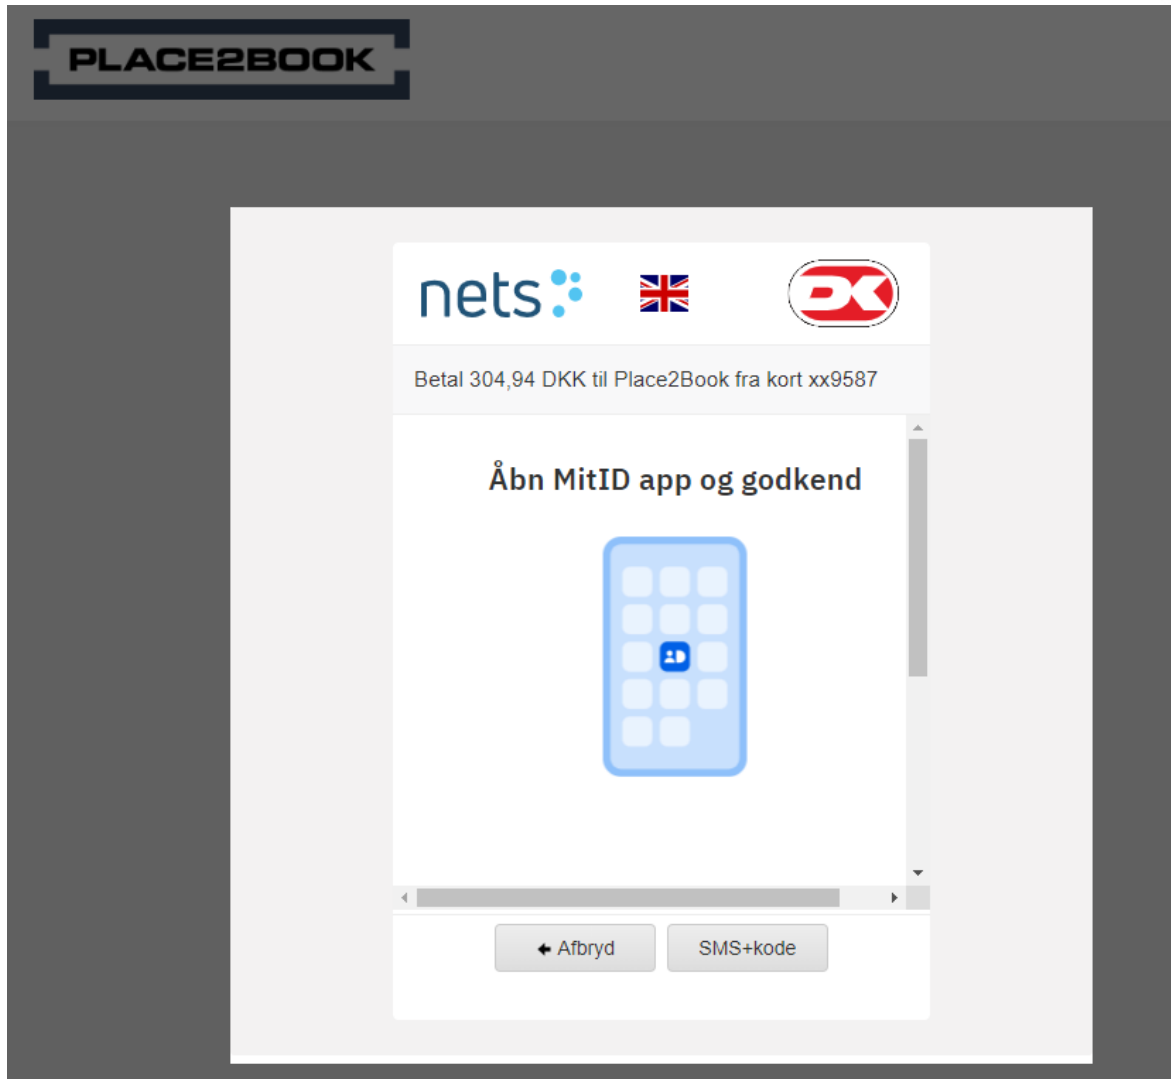 PLACE2BOOK
nets
DK
Betal 304,94 DKK til Place2Book fra kort xx9587
Åbn MitID app og godkend
Afbryd
SMS+kode